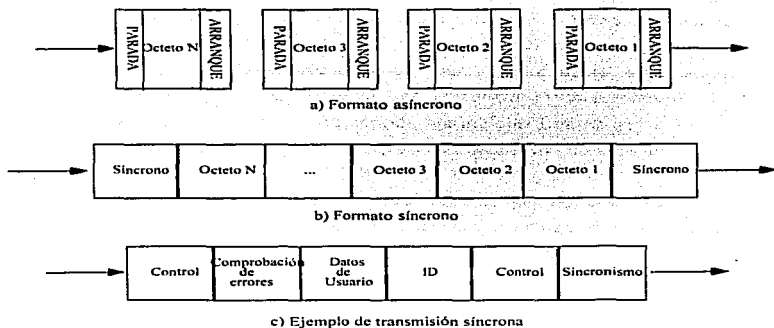 PARADA Octeto N ARRANQUE PARADA Octeto 3 ARRANQUE PARADA Octeto 2 ARRANQUE PARADA Octeto 1 ARRANQUE
a) Formato asíncrono
Síncrono Octeto N ... Octeto 3 Octeto 2 Octeto 1 Síncrono
b) Formato síncrono
Control Comprobación de errores Datos de Usuario ID Control Sincronismo
c) Ejemplo de transmisión síncrona